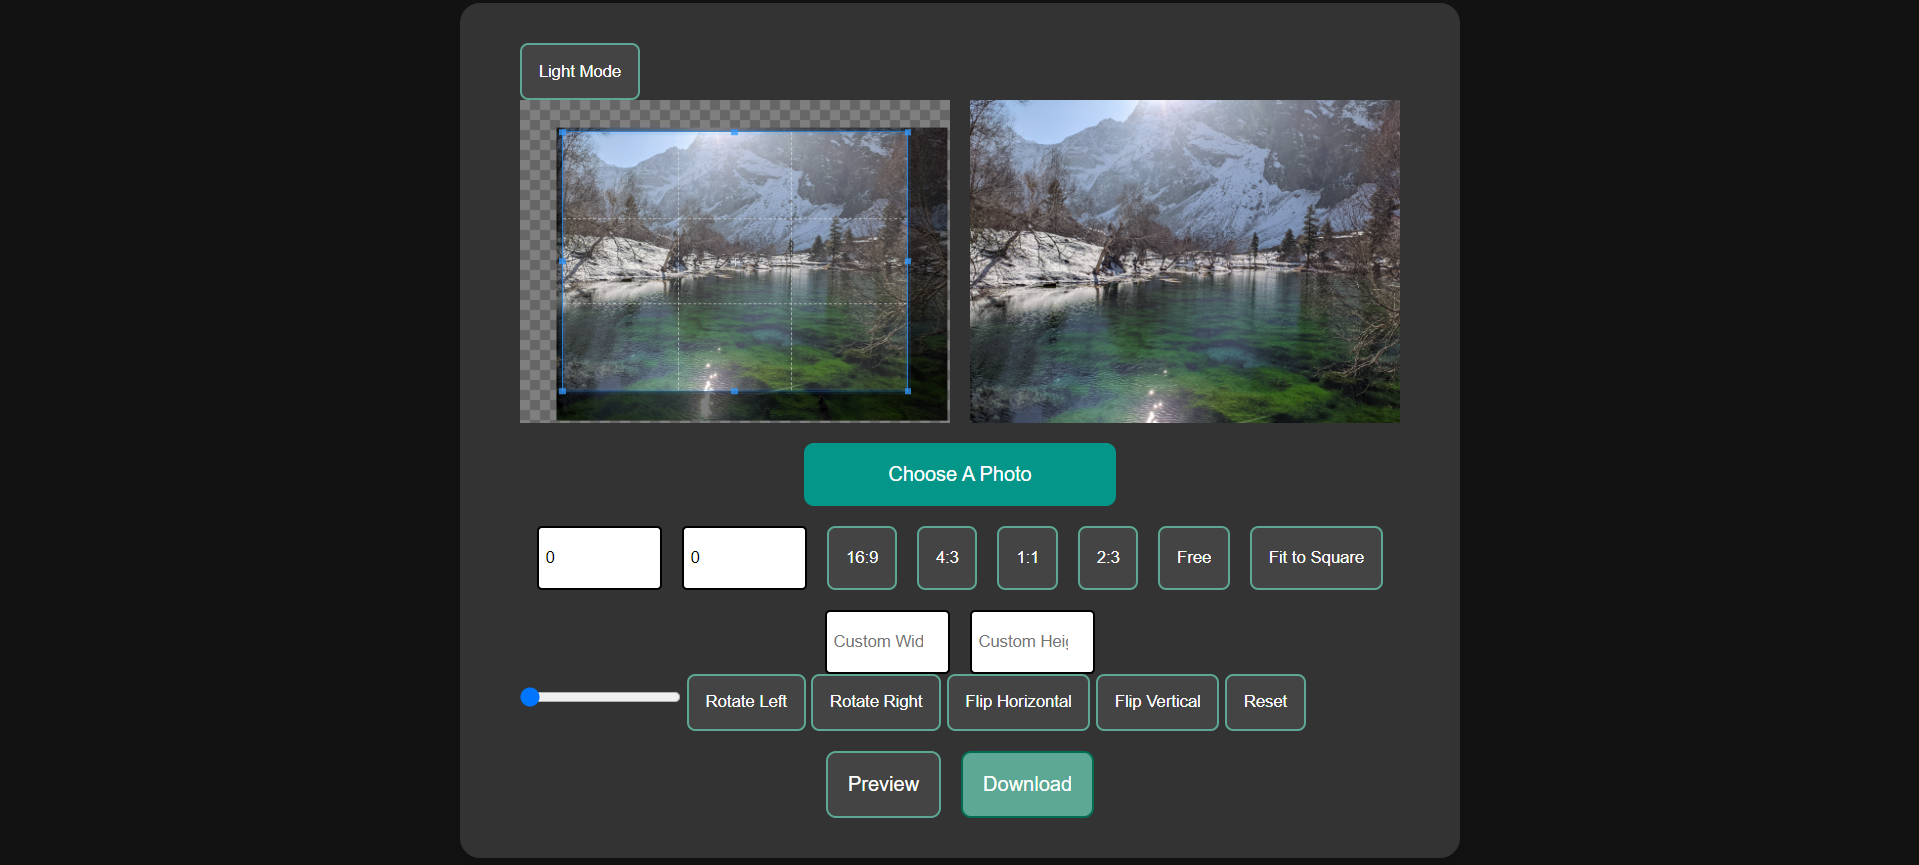 Light Mode
Choose A Photo
0 0 16:9 4:3 1:1 2:3 Free Fit to Square
Custom Wid Custom Hei
Rotate Left Rotate Right Flip Horizontal Flip Vertical Reset
Preview Download